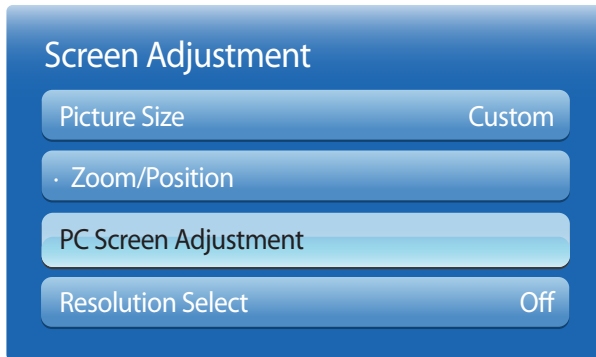 Screen Adjustment
Picture Size Custom
· Zoom/Position
PC Screen Adjustment
Resolution Select Off